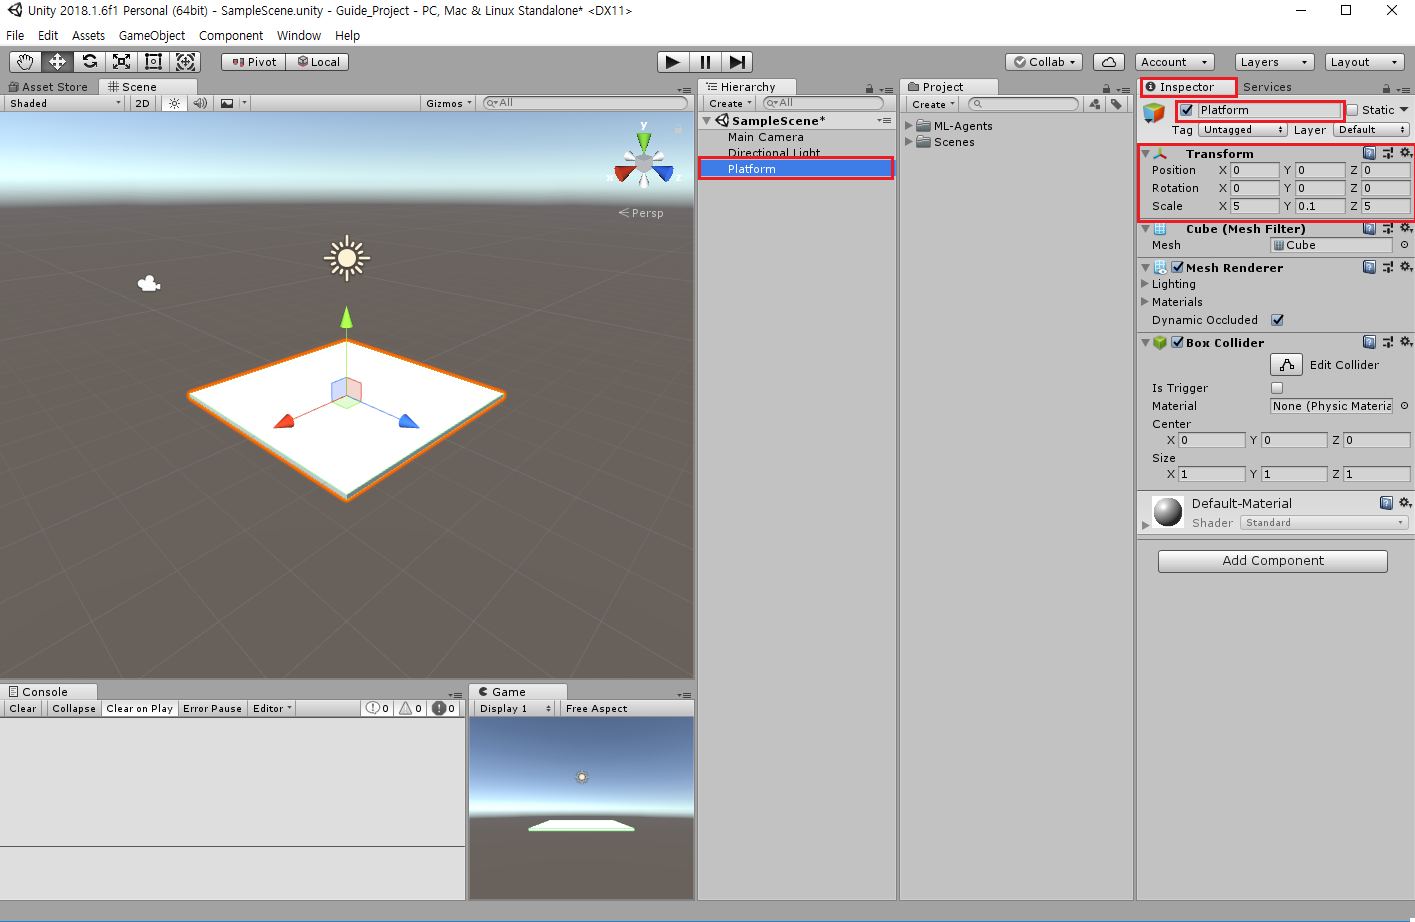 Unity 2018.1.6f1 Personal (64bit) - SampleScene.unity - Guide_Project - PC, Mac & Linux Standalone* <DX11>
File Edit Assets GameObject Component Window Help
Pivot Local Collab Account Layers Layout
Asset Store Scene
Shaded 2D Gizmos All
y
x
z
Persp
Hierarchy
Create All
SampleScene*
Main Camera
Directional Light
Platform
Project
Create
ML-Agents
Scenes
Inspector Services
Platform Static
Tag Untagged Layer Default
Transform
Position X 0 Y 0 Z 0
Rotation X 0 Y 0 Z 0
Scale X 5 Y 0.1 Z 5
Cube (Mesh Filter)
Mesh Cube
Mesh Renderer
Lighting
Materials
Dynamic Occluded
Box Collider
Edit Collider
Is Trigger
Material None (Physic Materia
Center
X 0 Y 0 Z 0
Size
X 1 Y 1 Z 1
Default-Material
Shader Standard
Add Component
Console
Clear Collapse Clear on Play Error Pause Editor 0 0 0
Game
Display 1 Free Aspect